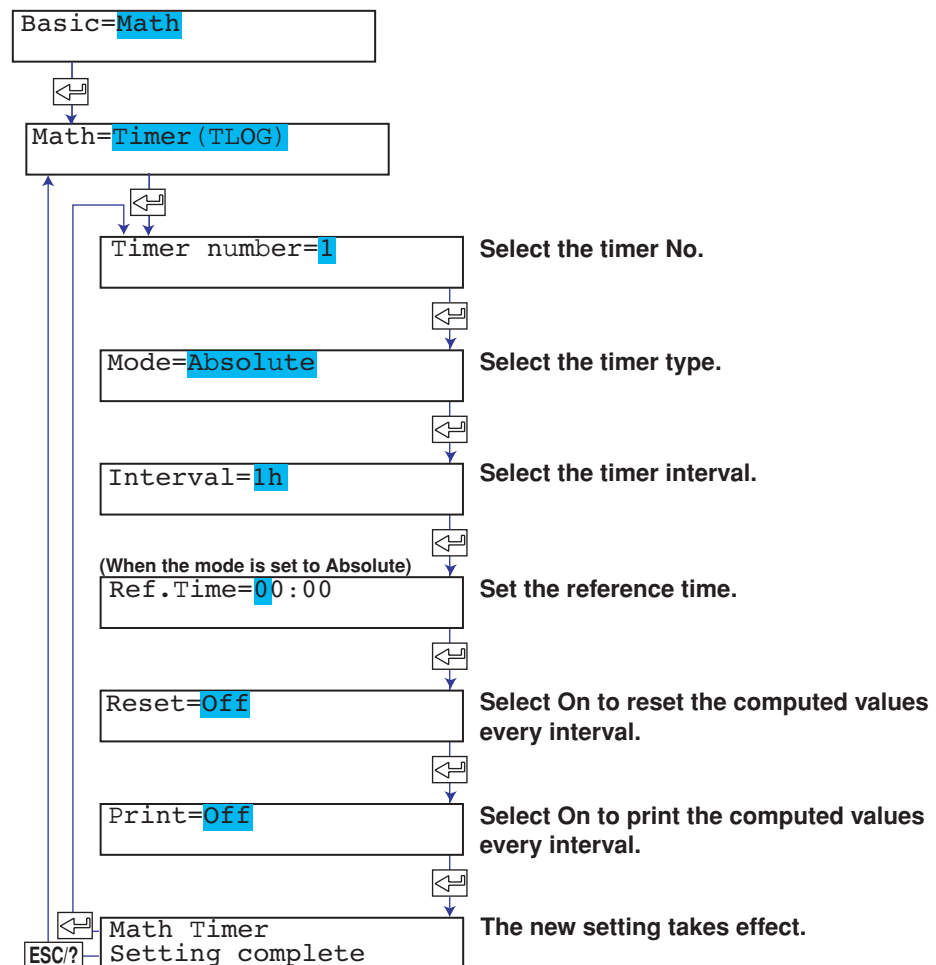 Basic=Math
Math=Timer(TLOG)
Timer number=1
Select the timer No.
Mode=Absolute
Select the timer type.
Interval=1h
Select the timer interval.
(When the mode is set to Absolute)
Ref.Time=00:00
Set the reference time.
Reset=Off
Select On to reset the computed values
every interval.
Print=Off
Select On to print the computed values
every interval.
Math Timer
Setting complete
The new setting takes effect.
ESC/?